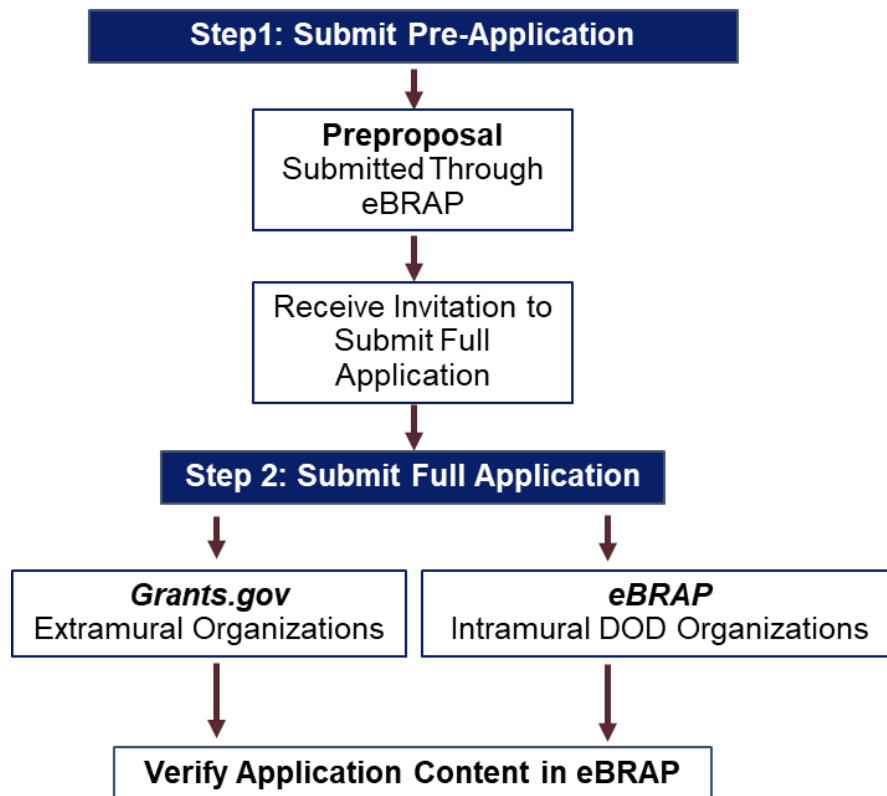 Step1: Submit Pre-Application
Preproposal
Submitted Through
eBRAP
Receive Invitation to
Submit Full
Application
Step 2: Submit Full Application
Grants.gov
Extramural Organizations
eBRAP
Intramural DOD Organizations
Verify Application Content in eBRAP